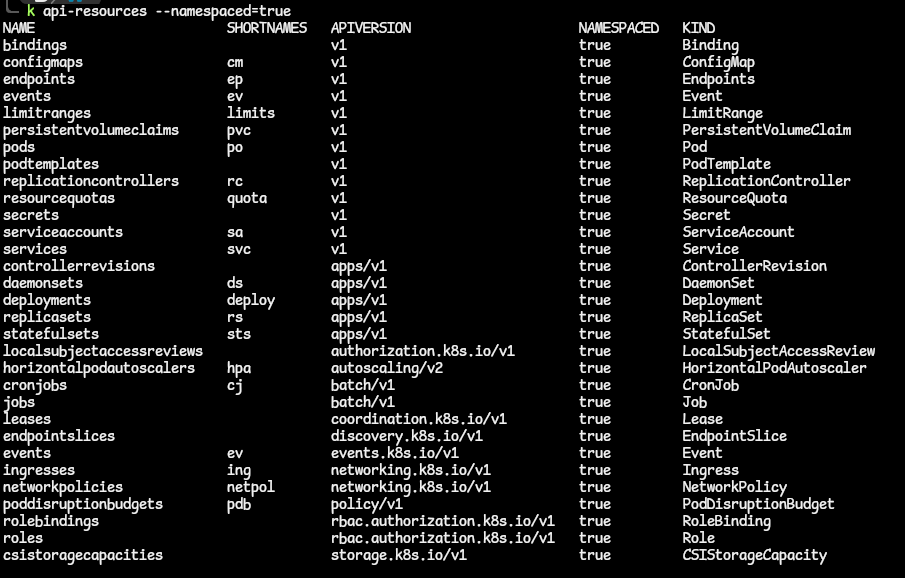 k api-resources --namespaced=true
NAME SHORTNAMES APIVERSION NAMESPACED KIND
bindings v1 true Binding
configmaps cm v1 true ConfigMap
endpoints ep v1 true Endpoints
events ev v1 true Event
limitranges limits v1 true LimitRange
persistentvolumeclaims pvc v1 true PersistentVolumeClaim
pods po v1 true Pod
podtemplates v1 true PodTemplate
replicationcontrollers rc v1 true ReplicationController
resourcequotas quota v1 true ResourceQuota
secrets v1 true Secret
serviceaccounts sa v1 true ServiceAccount
services svc v1 true Service
controllerrevisions apps/v1 true ControllerRevision
daemonsets ds apps/v1 true DaemonSet
deployments deploy apps/v1 true Deployment
replicasets rs apps/v1 true ReplicaSet
statefulsets sts apps/v1 true StatefulSet
localsubjectaccessreviews authorization.k8s.io/v1 true LocalSubjectAccessReview
horizontalpodautoscalers hpa autoscaling/v2 true HorizontalPodAutoscaler
cronjobs cj batch/v1 true CronJob
jobs batch/v1 true Job
leases coordination.k8s.io/v1 true Lease
endpointslices discovery.k8s.io/v1 true EndpointSlice
events ev events.k8s.io/v1 true Event
ingresses ing networking.k8s.io/v1 true Ingress
networkpolicies netpol networking.k8s.io/v1 true NetworkPolicy
poddisruptionbudgets pdb policy/v1 true PodDisruptionBudget
rolebindings rbac.authorization.k8s.io/v1 true RoleBinding
roles rbac.authorization.k8s.io/v1 true Role
csistoragecapacities storage.k8s.io/v1 true CSIStorageCapacity